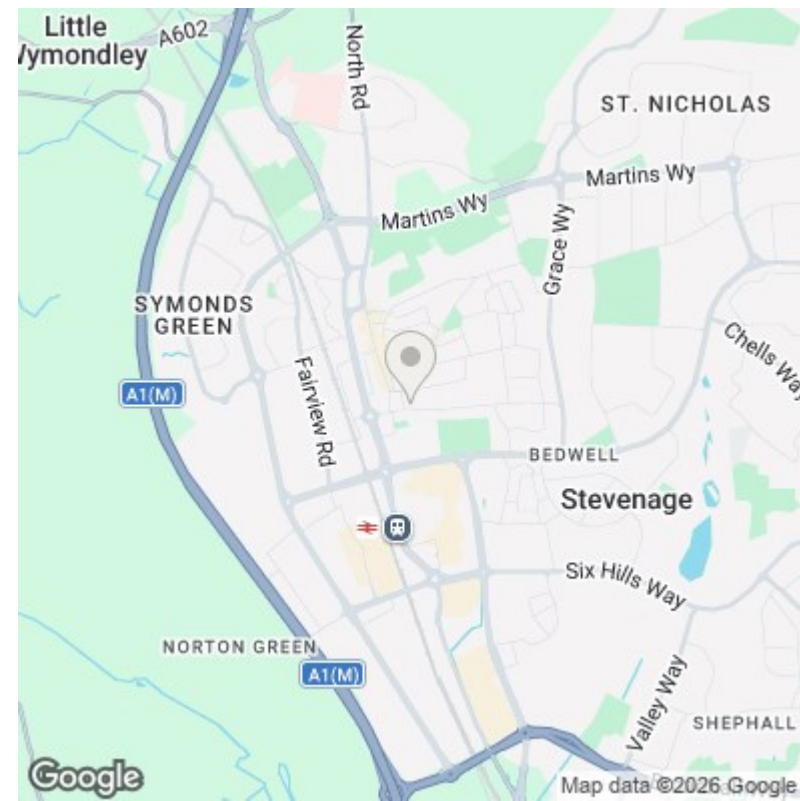 Little
Wymondley
A602
North Rd
ST. NICHOLAS
Martins Wy
Martins Wy
Grace Wy
SYMONDS
GREEN
Chells Way
A1(M)
Fairview Rd
BEDWELL
Stevenage
Six Hills Way
NORTON GREEN
A1(M)
Valley Way
SHEPHALL
Google
Map data ©2026 Google